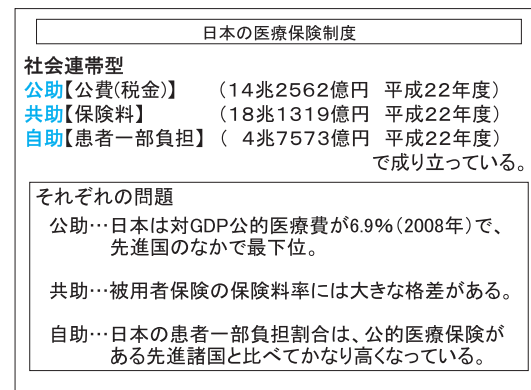 日本の医療保険制度
社会連帯型
公助【公費(税金)】　（14兆2562億円　平成22年度）
共助【保険料】　（18兆1319億円　平成22年度）
自助【患者一部負担】（ 4兆7573億円　平成22年度）
で成り立っている。
それぞれの問題
公助…日本は対GDP公的医療費が6.9%（2008年）で、
先進国のなかで最下位。
共助…被用者保険の保険料率には大きな格差がある。
自助…日本の患者一部負担割合は、公的医療保険が
ある先進諸国と比べてかなり高くなっている。